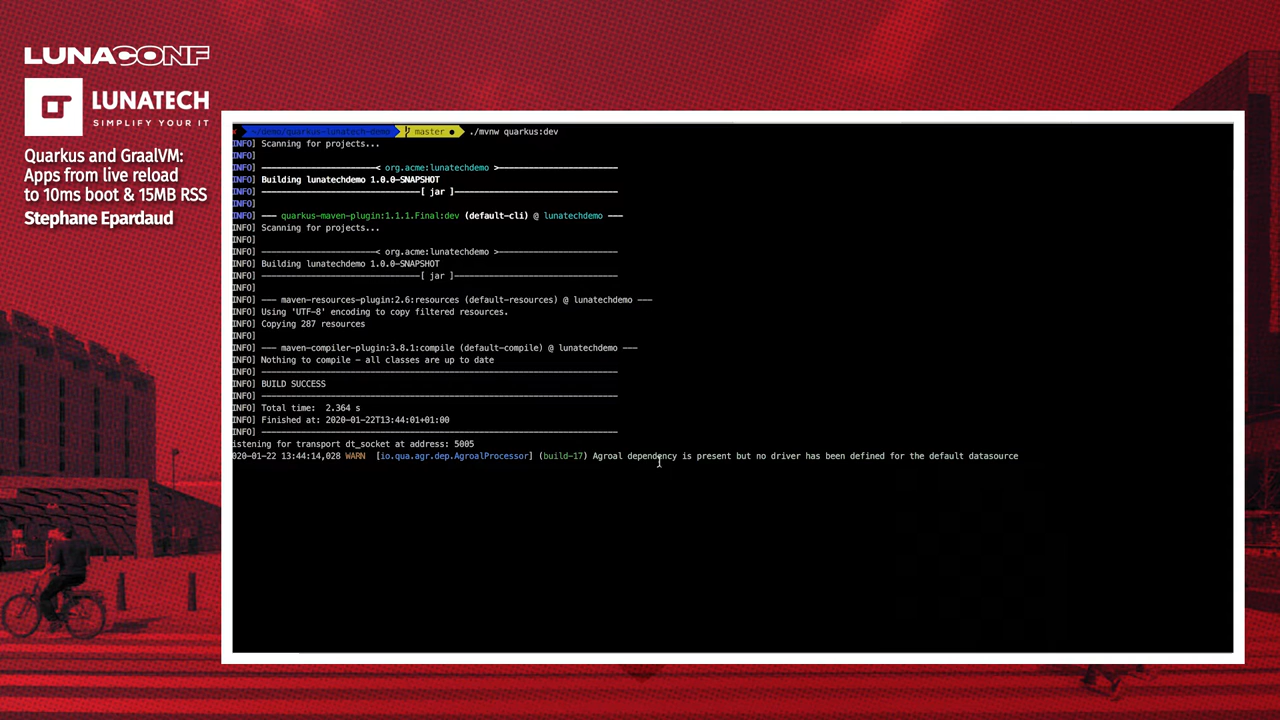 LUNACONF
LUNATECH
SIMPLIFY YOUR IT
Quarkus and GraalVM:
Apps from live reload
to 10ms boot & 15MB RSS
Stephane Epardaud
~/demo/quarkus-lunatech-demo master ● ./mvnw quarkus:dev
INFO] Scanning for projects...
INFO]
INFO] ----------------------< org.acme:lunatechdemo >----------------------
INFO] Building lunatechdemo 1.0.0-SNAPSHOT
INFO] --------------------------------[ jar ]---------------------------------
INFO]
INFO] --- quarkus-maven-plugin:1.1.1.Final:dev (default-cli) @ lunatechdemo ---
INFO] Scanning for projects...
INFO]
INFO] ----------------------< org.acme:lunatechdemo >----------------------
INFO] Building lunatechdemo 1.0.0-SNAPSHOT
INFO] --------------------------------[ jar ]---------------------------------
INFO]
INFO] --- maven-resources-plugin:2.6:resources (default-resources) @ lunatechdemo ---
INFO] Using 'UTF-8' encoding to copy filtered resources.
INFO] Copying 287 resources
INFO]
INFO] --- maven-compiler-plugin:3.8.1:compile (default-compile) @ lunatechdemo ---
INFO] Nothing to compile - all classes are up to date
INFO] ------------------------------------------------------------------------
INFO] BUILD SUCCESS
INFO] ------------------------------------------------------------------------
INFO] Total time:  2.364 s
INFO] Finished at: 2020-01-22T13:44:01+01:00
INFO] ------------------------------------------------------------------------
istening for transport dt_socket at address: 5005
020-01-22 13:44:14,028 WARN  [io.qua.agr.dep.AgroalProcessor] (build-17) Agroal dependency is present but no driver has been defined for the default datasource